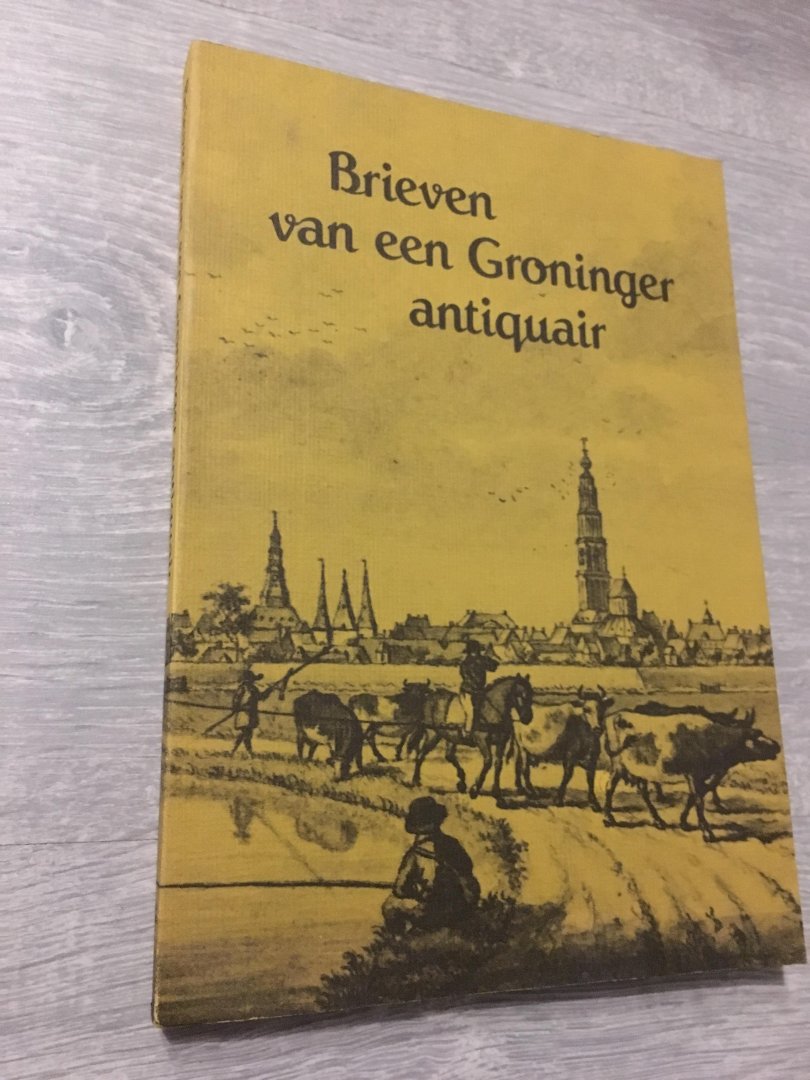 Brieven
van een Groninger
antiquair